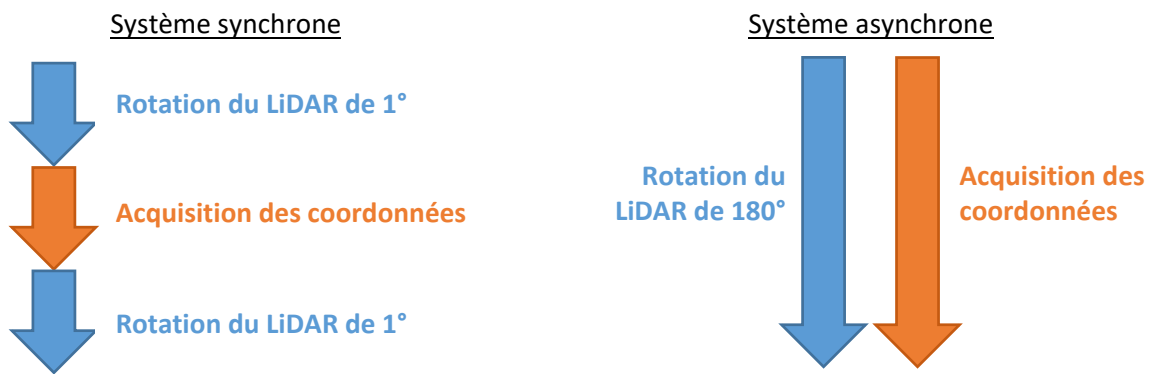 Système synchrone
Rotation du LiDAR de 1°
Acquisition des coordonnées
Rotation du LiDAR de 1°
Système asynchrone
Rotation du
LiDAR de 180°
Acquisition des
coordonnées